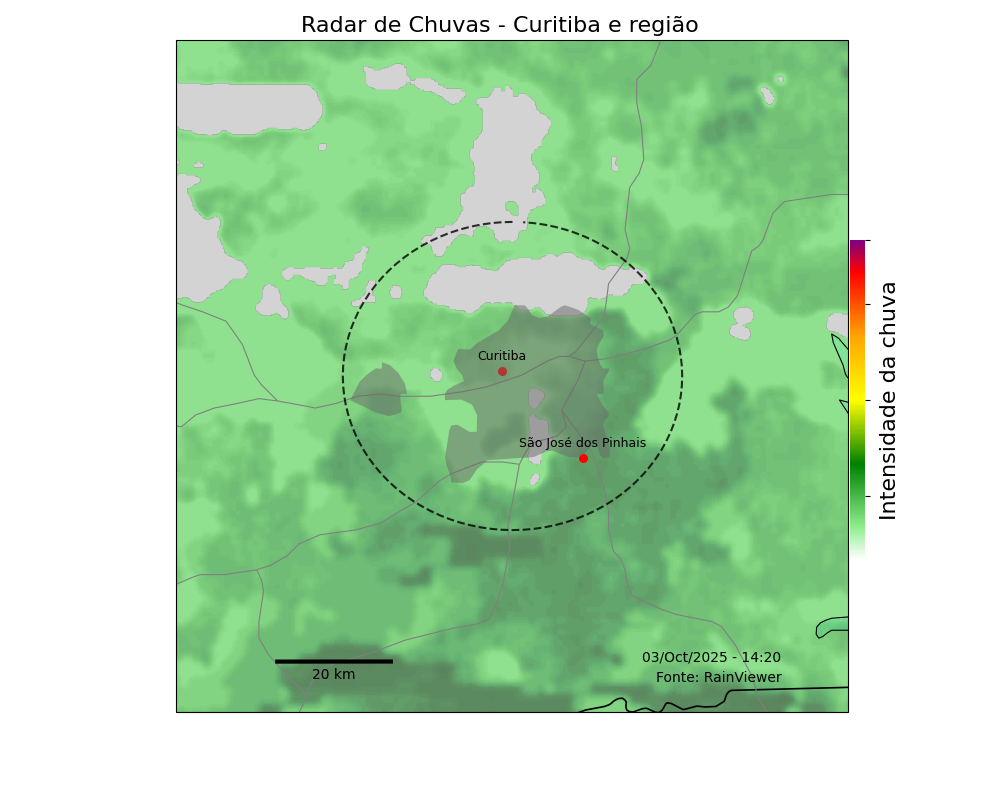 Radar de Chuvas - Curitiba e região
Curitiba
São José dos Pinhais
Intensidade da chuva
20 km
03/Oct/2025 - 14:20
Fonte: RainViewer